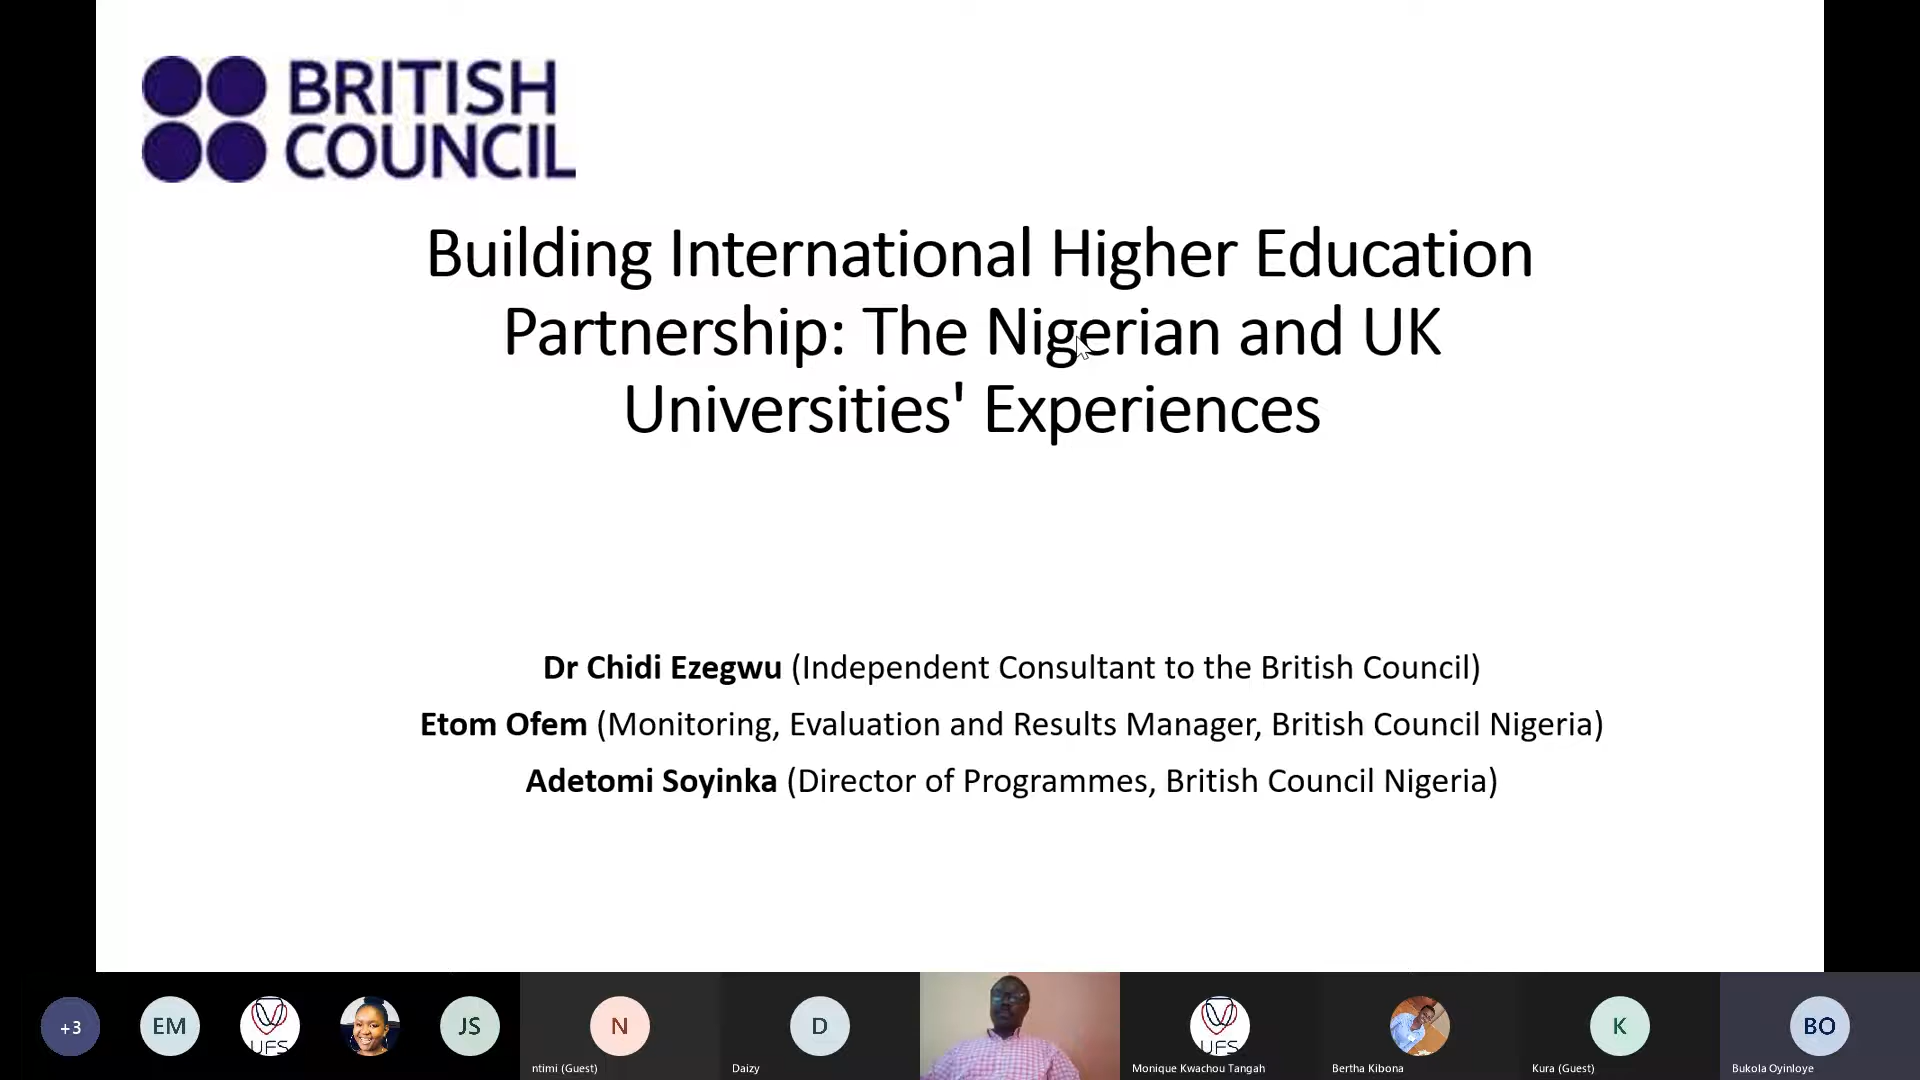 BRITISH
COUNCIL
Building International Higher Education
Partnership: The Nigerian and UK
Universities' Experiences
Dr Chidi Ezegwu (Independent Consultant to the British Council)
Etom Ofem (Monitoring, Evaluation and Results Manager, British Council Nigeria)
Adetomi Soyinka (Director of Programmes, British Council Nigeria)
+3
EM
UFS
JS
N
ntimi (Guest)
D
Daizy
UFS
Monique Kwachou Tangah
Bertha Kibona
K
Kura (Guest)
BO
Bukola Oyinloye